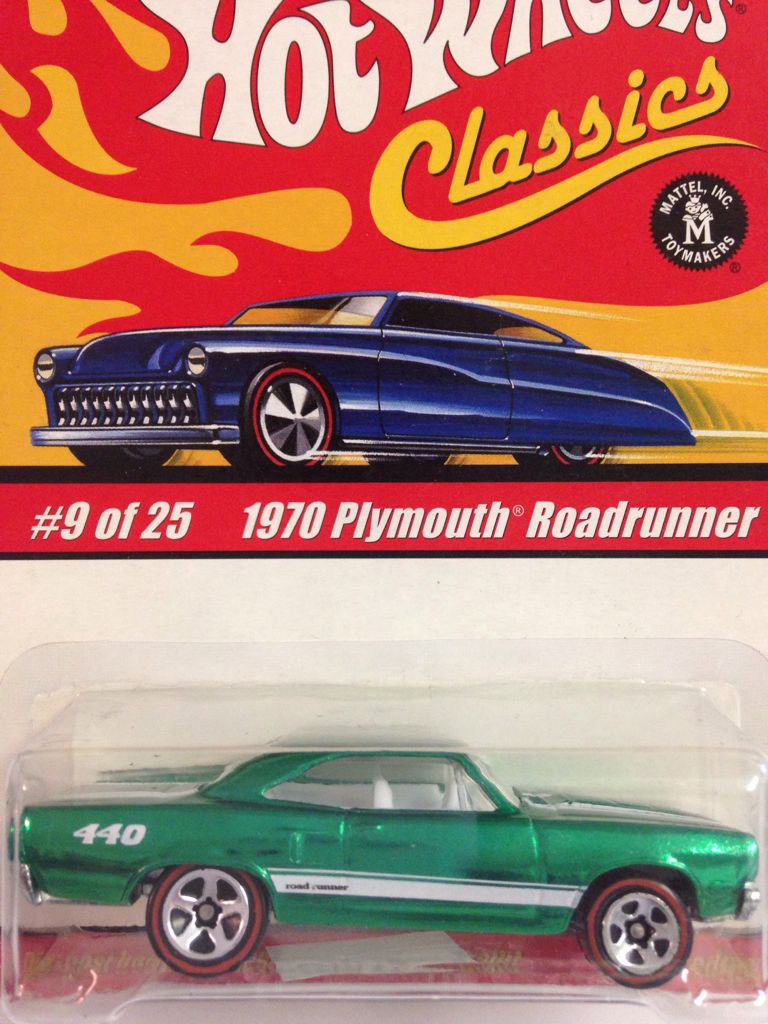 HOT WHEELS®
Classics
MATTEL, INC.
M
TOYMAKERS
®
#9 of 25 1970 Plymouth® Roadrunner
440
road runner